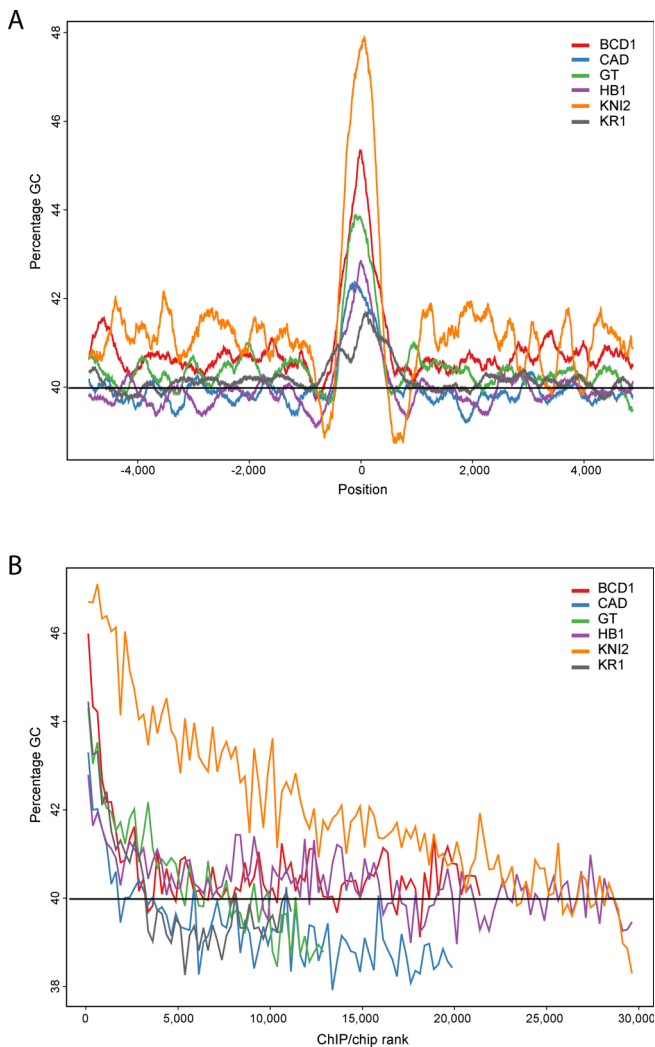 A
Percentage GC
48
46
44
42
40
-4,000 -2,000 0 2,000 4,000
Position
BCD1
CAD
GT
HB1
KNI2
KR1
B
Percentage GC
46
44
42
40
38
0 5,000 10,000 15,000 20,000 25,000 30,000
ChIP/chip rank
BCD1
CAD
GT
HB1
KNI2
KR1